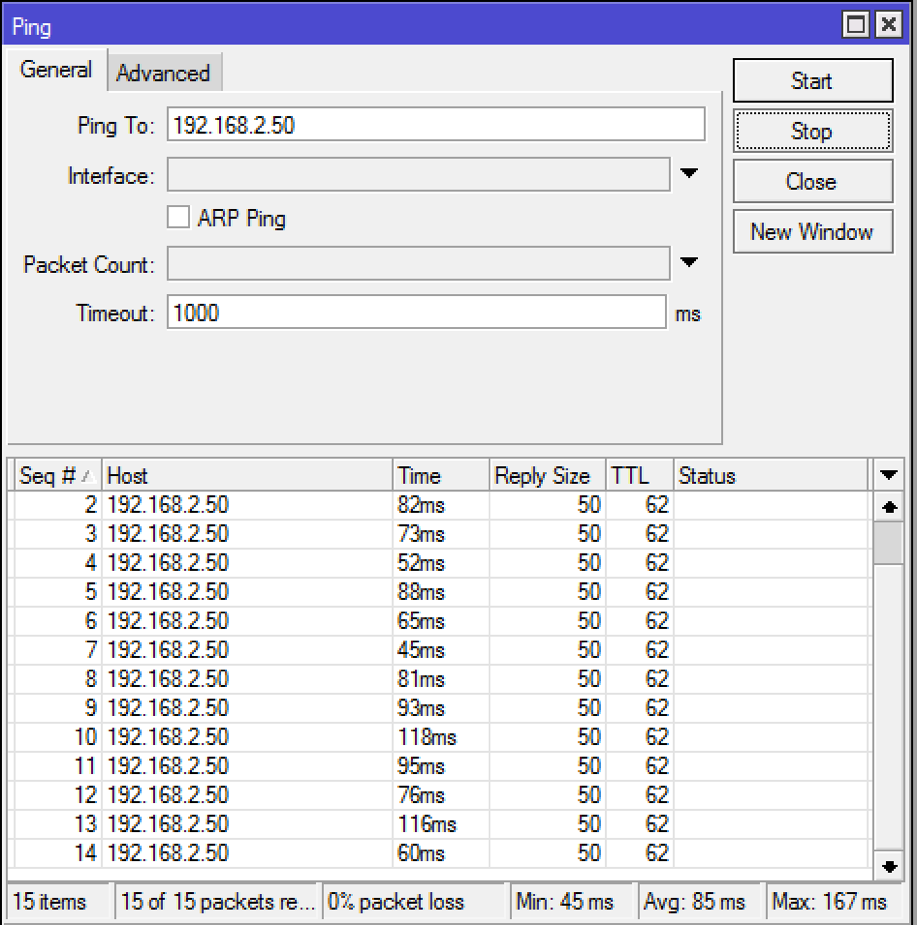 Ping
General Advanced
Start
Ping To: 192.168.2.50
Stop
Interface:
Close
ARP Ping
New Window
Packet Count:
Timeout: 1000 ms
Seq # Host Time Reply Size TTL Status
2 192.168.2.50 82ms 50 62
3 192.168.2.50 73ms 50 62
4 192.168.2.50 52ms 50 62
5 192.168.2.50 88ms 50 62
6 192.168.2.50 65ms 50 62
7 192.168.2.50 45ms 50 62
8 192.168.2.50 81ms 50 62
9 192.168.2.50 93ms 50 62
10 192.168.2.50 118ms 50 62
11 192.168.2.50 95ms 50 62
12 192.168.2.50 76ms 50 62
13 192.168.2.50 116ms 50 62
14 192.168.2.50 60ms 50 62
15 items 15 of 15 packets re... 0% packet loss Min: 45 ms Avg: 85 ms Max: 167 ms